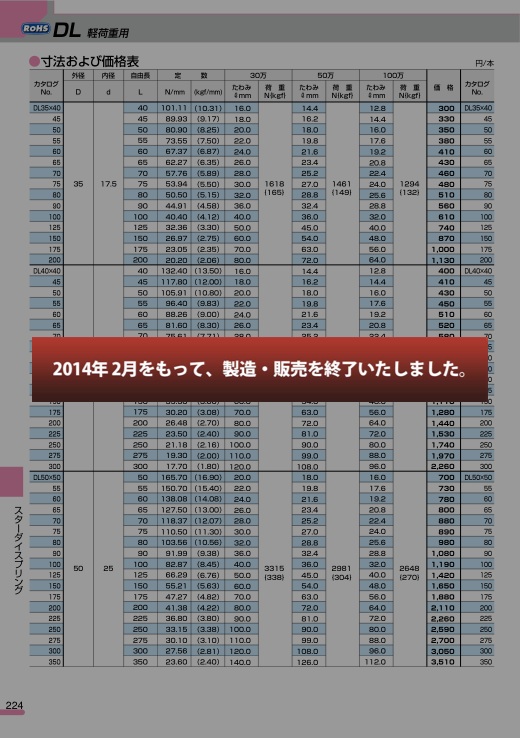 RoHS DL 軽荷重用
●寸法および価格表
円/本
カタログ No. 外径 D 内径 d 自由長 L 定数 N/mm (kgf/mm) 30万 たわみ ⇩mm 荷重 N(kgf) 50万 たわみ ⇩mm 荷重 N(kgf) 100万 たわみ ⇩mm 荷重 N(kgf) 価格 カタログ No.
DL35×40 40 101.11 (10.31) 16.0 14.4 12.8 300 DL35×40
45 45 89.93 (9.17) 18.0 16.2 14.4 330 45
50 50 80.90 (8.25) 20.0 18.0 16.0 350 50
55 55 73.55 (7.50) 22.0 19.8 17.6 380 55
60 60 67.37 (6.87) 24.0 21.6 19.2 410 60
65 65 62.27 (6.35) 26.0 23.4 20.8 430 65
70 70 57.76 (5.89) 28.0 25.2 22.4 460 70
75 35 17.5 75 53.94 (5.50) 30.0 1618 (165) 27.0 1461 (149) 24.0 1294 (132) 480 75
80 80 50.50 (5.15) 32.0 28.8 25.6 510 80
90 90 44.91 (4.58) 36.0 32.4 28.8 560 90
100 100 40.40 (4.12) 40.0 36.0 32.0 610 100
125 125 32.36 (3.30) 50.0 45.0 40.0 740 125
150 150 26.97 (2.75) 60.0 54.0 48.0 870 150
175 175 23.05 (2.35) 70.0 63.0 56.0 1,000 175
200 200 20.20 (2.06) 80.0 72.0 64.0 1,130 200
DL40×40 40 132.40 (13.50) 16.0 14.4 12.8 400 DL40×40
45 45 117.80 (12.00) 18.0 16.2 14.4 410 45
50 50 105.91 (10.80) 20.0 18.0 16.0 430 50
55 55 96.40 (9.83) 22.0 19.8 17.6 450 55
60 60 88.26 (9.00) 24.0 21.6 19.2 510 60
65 65 81.60 (8.30) 26.0 23.4 20.8 520 65
2014年 2月をもって、製造・販売を終了いたしました。
175 175 30.20 (3.08) 70.0 63.0 56.0 1,280 175
200 200 26.48 (2.70) 80.0 72.0 64.0 1,440 200
225 225 23.50 (2.40) 90.0 81.0 72.0 1,530 225
250 250 21.18 (2.16) 100.0 90.0 80.0 1,740 250
275 275 19.30 (2.00) 110.0 99.0 88.0 1,970 275
300 300 17.70 (1.80) 120.0 108.0 96.0 2,260 300
DL50×50 50 165.70 (16.90) 20.0 18.0 16.0 700 DL50×50
55 55 150.70 (15.40) 22.0 19.8 17.6 730 55
60 60 138.08 (14.08) 24.0 21.6 19.2 780 60
65 65 127.50 (13.00) 26.0 23.4 20.8 800 65
70 70 118.37 (12.07) 28.0 25.2 22.4 880 70
75 75 110.50 (11.30) 30.0 27.0 24.0 890 75
80 80 103.56 (10.56) 32.0 28.8 25.6 980 80
90 90 91.99 (9.38) 36.0 32.4 28.8 1,080 90
100 50 25 100 82.87 (8.45) 40.0 3315 (338) 36.0 2981 (304) 32.0 2648 (270) 1,190 100
125 125 66.29 (6.76) 50.0 45.0 40.0 1,420 125
150 150 55.21 (5.63) 60.0 54.0 48.0 1,650 150
175 175 47.27 (4.82) 70.0 63.0 56.0 1,880 175
200 200 41.38 (4.22) 80.0 72.0 64.0 2,110 200
225 225 36.80 (3.80) 90.0 81.0 72.0 2,260 225
250 250 33.15 (3.38) 100.0 90.0 80.0 2,590 250
275 275 30.10 (3.10) 110.0 99.0 88.0 2,700 275
300 300 27.56 (2.81) 120.0 108.0 96.0 3,050 300
350 350 23.60 (2.40) 140.0 126.0 112.0 3,510 350
スターダイスプリング
224